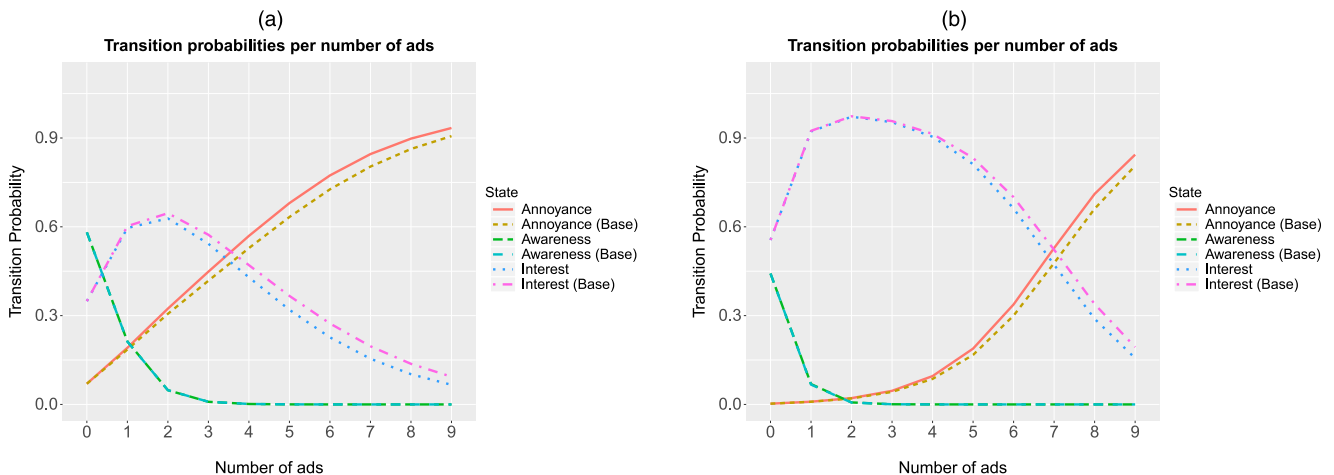 (a)
Transition probabilities per number of ads
Transition Probability
0.9
0.6
0.3
0.0
0 1 2 3 4 5 6 7 8 9
Number of ads
State
Annoyance
Annoyance (Base)
Awareness
Awareness (Base)
Interest
Interest (Base)
(b)
Transition probabilities per number of ads
Transition Probability
0.9
0.6
0.3
0.0
0 1 2 3 4 5 6 7 8 9
Number of ads
State
Annoyance
Annoyance (Base)
Awareness
Awareness (Base)
Interest
Interest (Base)